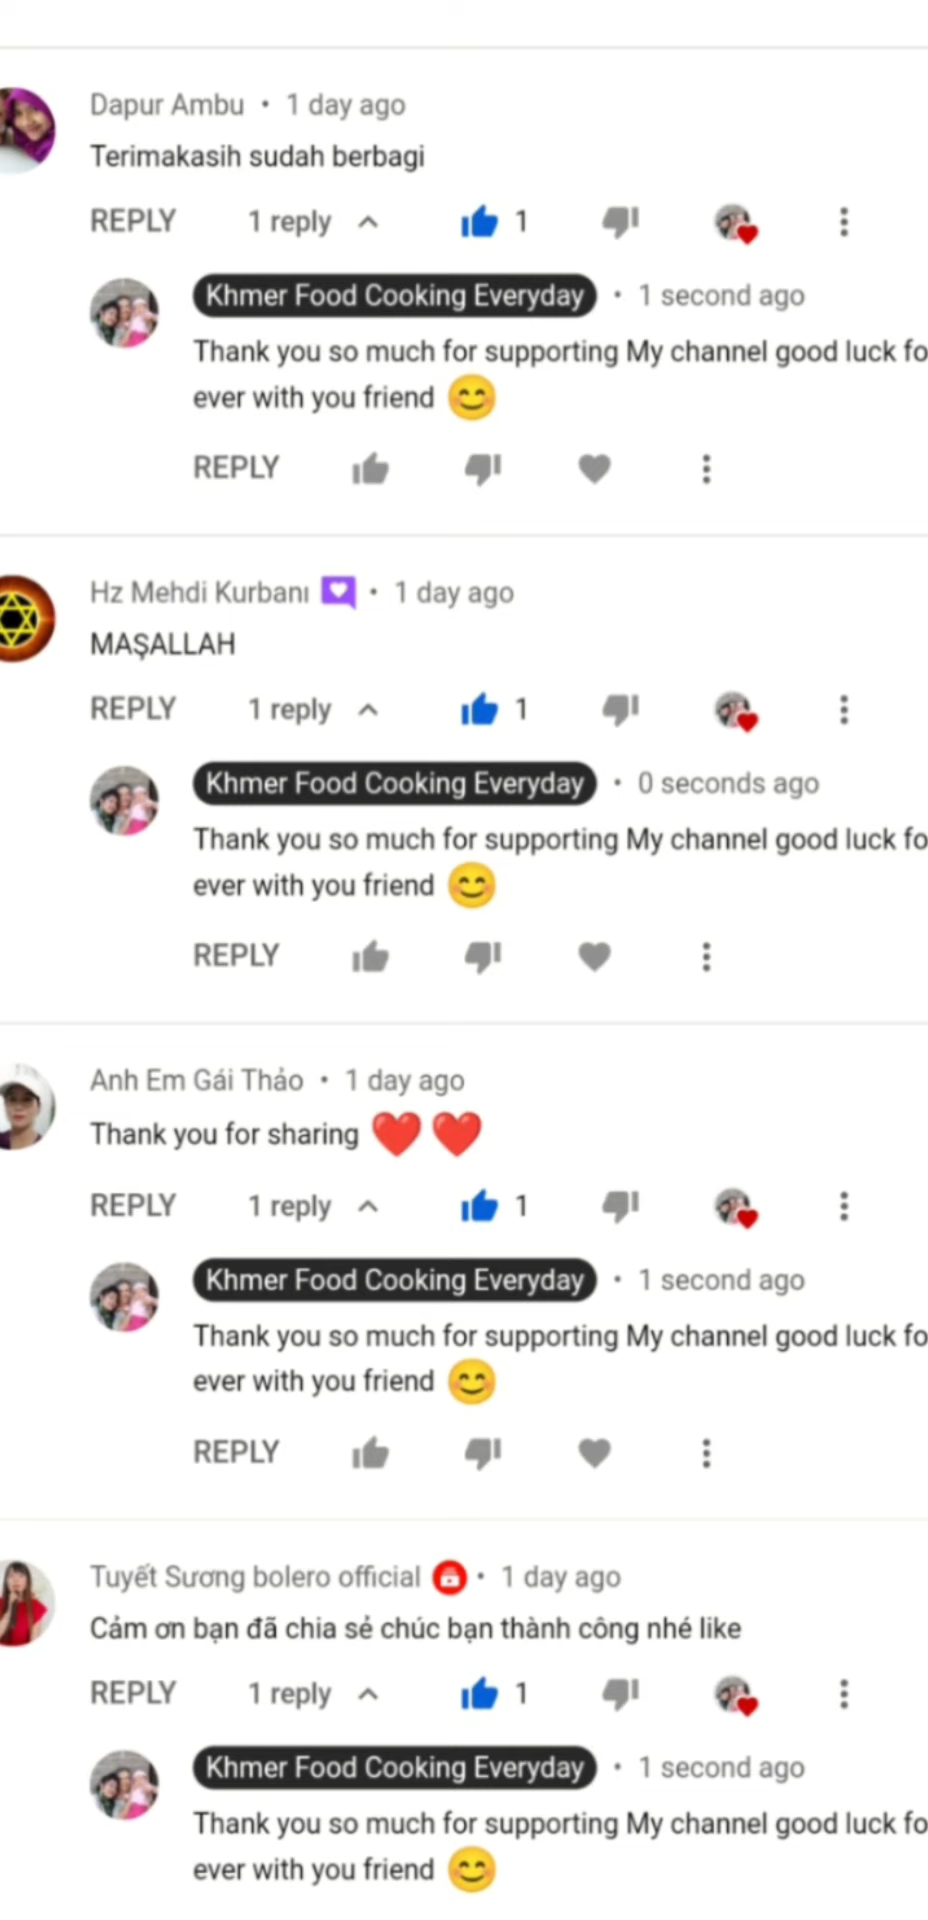 Dapur Ambu • 1 day ago
Terimakasih sudah berbagi
REPLY 1 reply 1
Khmer Food Cooking Everyday • 1 second ago
Thank you so much for supporting My channel good luck fo
ever with you friend 😊
REPLY
Hz Mehdi Kurbanı • 1 day ago
MAŞALLAH
REPLY 1 reply 1
Khmer Food Cooking Everyday • 0 seconds ago
Thank you so much for supporting My channel good luck fo
ever with you friend 😊
REPLY
Anh Em Gái Thảo • 1 day ago
Thank you for sharing ❤️❤️
REPLY 1 reply 1
Khmer Food Cooking Everyday • 1 second ago
Thank you so much for supporting My channel good luck fo
ever with you friend 😊
REPLY
Tuyết Sương bolero official • 1 day ago
Cảm ơn bạn đã chia sẻ chúc bạn thành công nhé like
REPLY 1 reply 1
Khmer Food Cooking Everyday • 1 second ago
Thank you so much for supporting My channel good luck fo
ever with you friend 😊